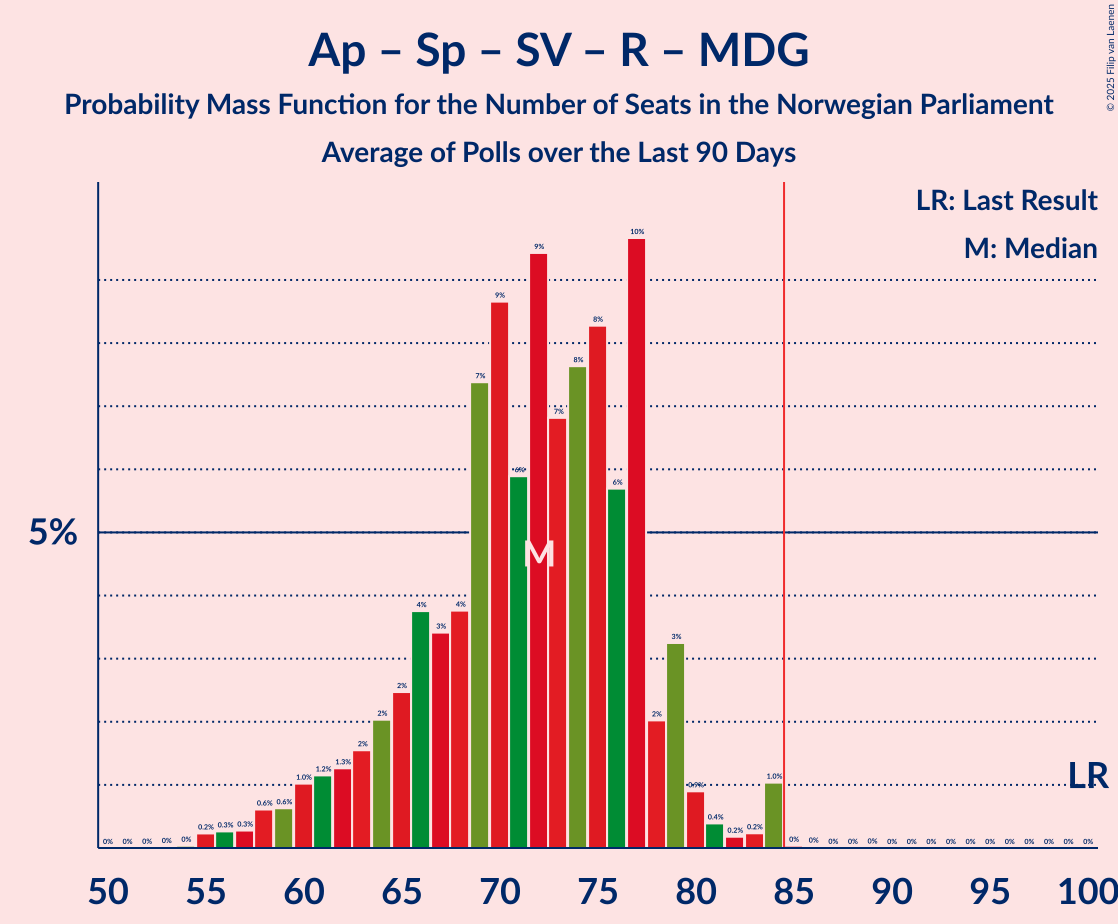 Ap – Sp – SV – R – MDG
Probability Mass Function for the Number of Seats in the Norwegian Parliament
Average of Polls over the Last 90 Days
© 2025 Filip van Laenen
LR: Last Result
M: Median
5%
0% 0% 0% 0% 0% 0.2% 0.3% 0.3% 0.6% 0.6% 1.0% 1.2% 1.3% 2% 2% 2% 4% 3% 4% 7% 9% 6% 9% 7% 8% 8% 6% 10% 2% 3% 0.9% 0.4% 0.2% 0.2% 1.0% 0% 0% 0% 0% 0% 0% 0% 0% 0% 0% 0% 0% 0% 0% 0% 0%
M
LR
50 55 60 65 70 75 80 85 90 95 100